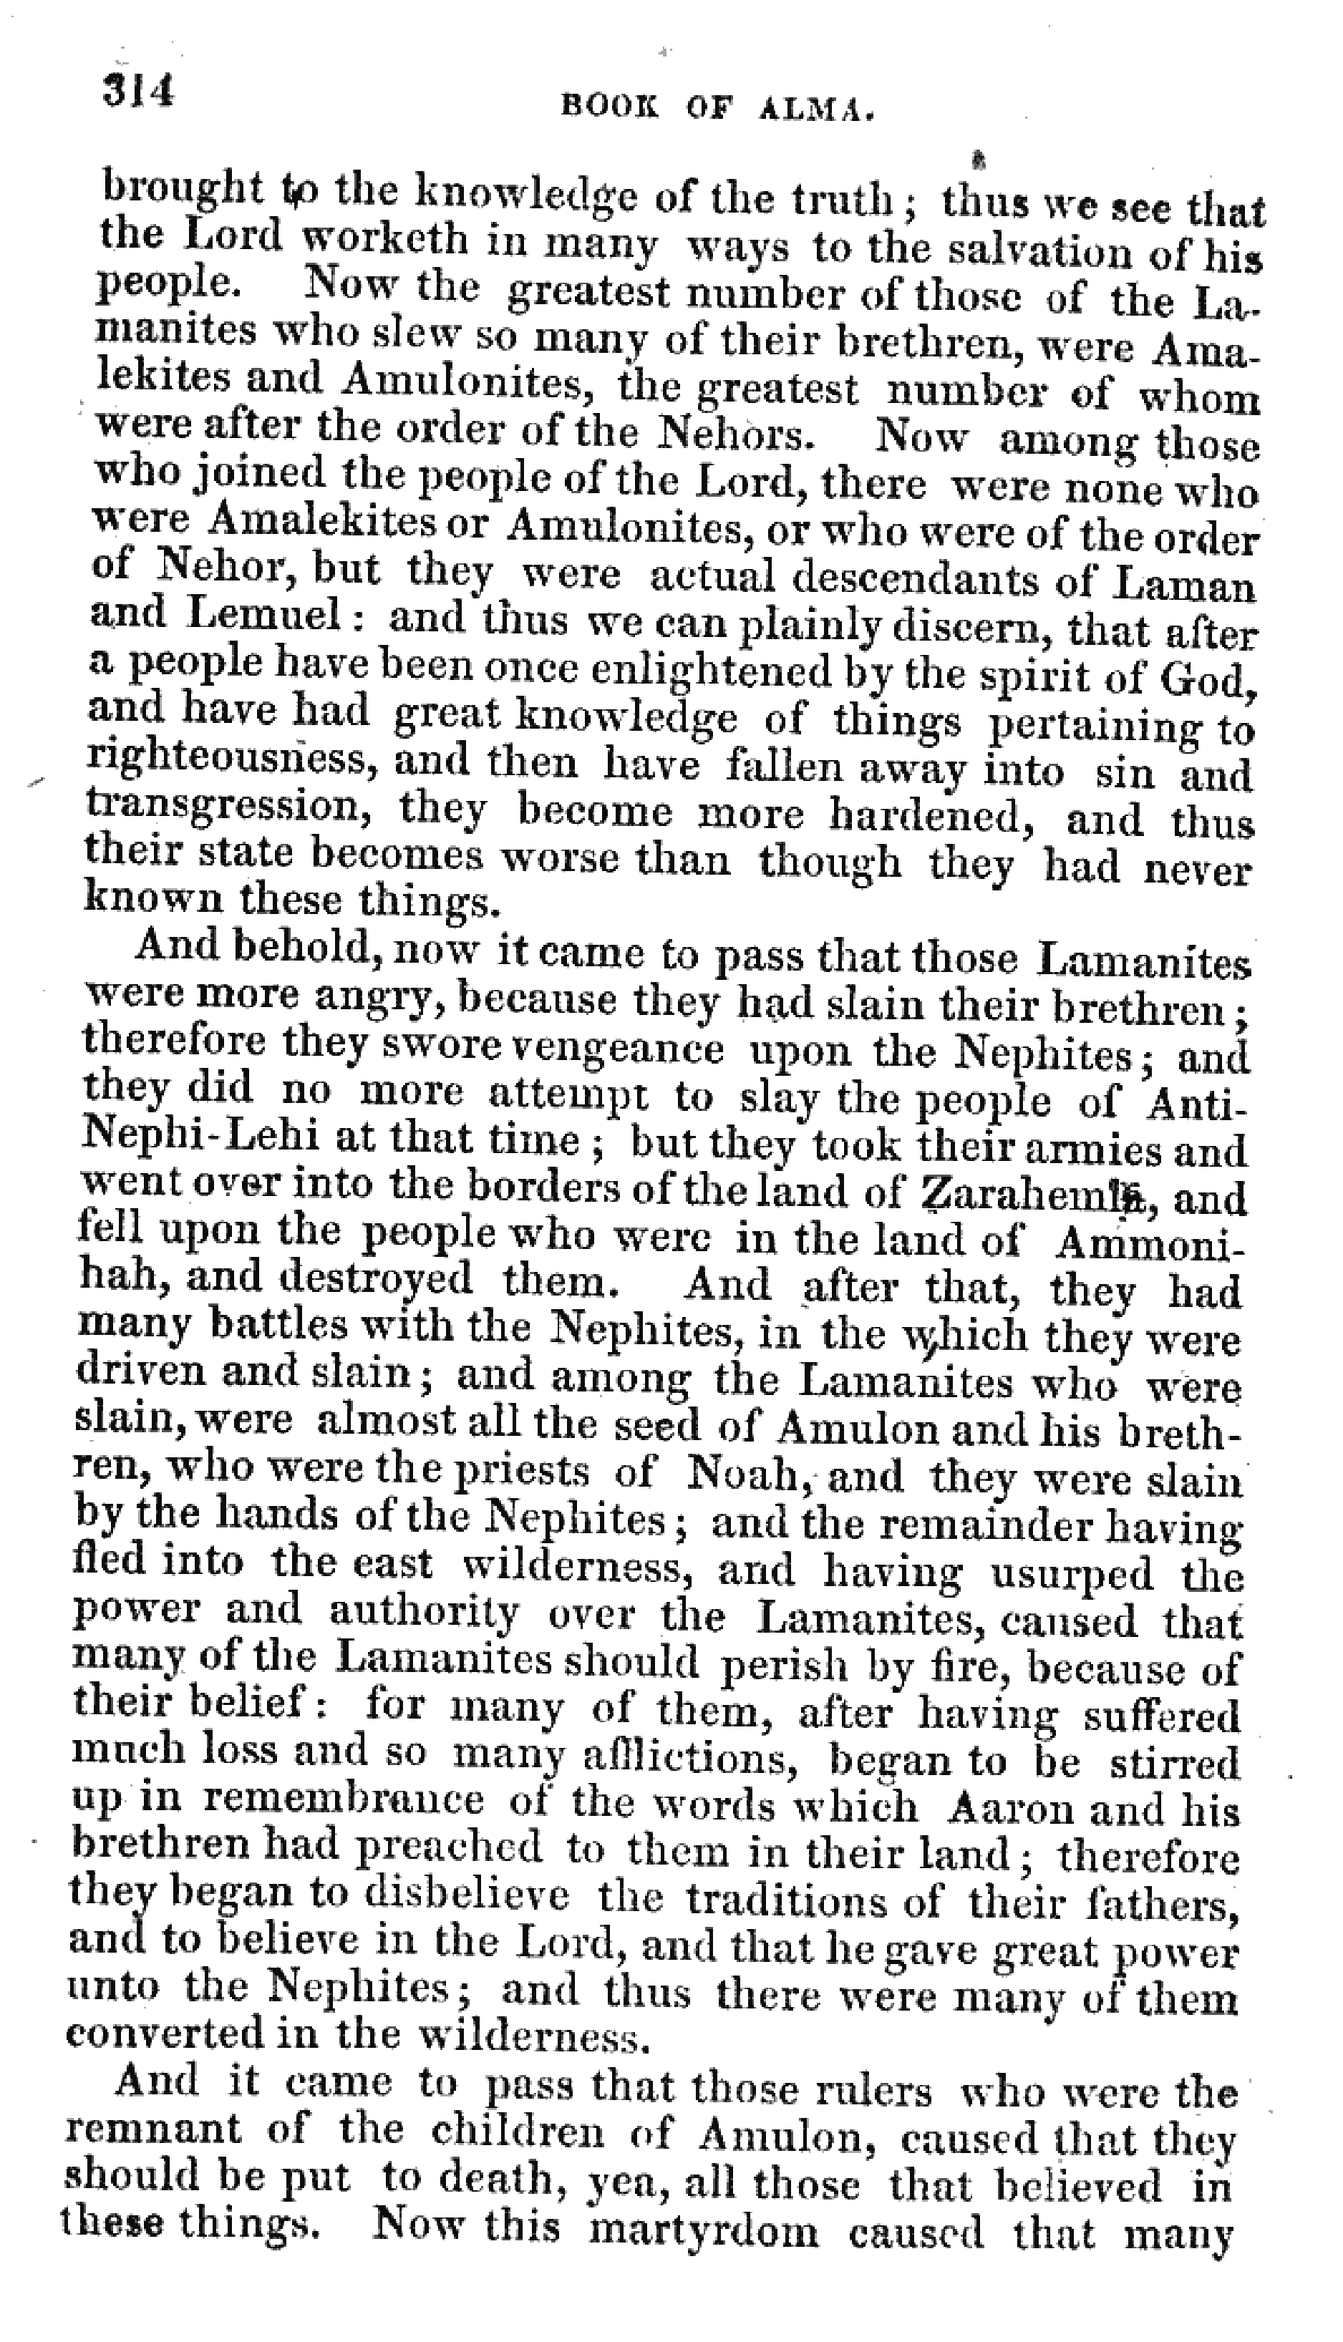 314
BOOK OF ALMA.
brought to the knowledge of the truth; thus we see that
the Lord worketh in many ways to the salvation of his
people. Now the greatest number of those of the La-
manites who slew so many of their brethren, were Ama-
lekites and Amulonites, the greatest number of whom
were after the order of the Nehors. Now among those
who joined the people of the Lord, there were none who
were Amalekites or Amulonites, or who were of the order
of Nehor, but they were actual descendants of Laman
and Lemuel: and thus we can plainly discern, that after
a people have been once enlightened by the spirit of God,
and have had great knowledge of things pertaining to
righteousness, and then have fallen away into sin and
transgression, they become more hardened, and thus
their state becomes worse than though they had never
known these things.
And behold, now it came to pass that those Lamanites
were more angry, because they had slain their brethren;
therefore they swore vengeance upon the Nephites; and
they did no more attempt to slay the people of Anti-
Nephi-Lehi at that time; but they took their armies and
went over into the borders of the land of Zarahemla, and
fell upon the people who were in the land of Ammoni-
hah, and destroyed them. And after that, they had
many battles with the Nephites, in the which they were
driven and slain; and among the Lamanites who were
slain, were almost all the seed of Amulon and his breth-
ren, who were the priests of Noah, and they were slain
by the hands of the Nephites; and the remainder having
fled into the east wilderness, and having usurped the
power and authority over the Lamanites, caused that
many of the Lamanites should perish by fire, because of
their belief: for many of them, after having suffered
much loss and so many afflictions, began to be stirred
up in remembrance of the words which Aaron and his
brethren had preached to them in their land; therefore
they began to disbelieve the traditions of their fathers,
and to believe in the Lord, and that he gave great power
unto the Nephites; and thus there were many of them
converted in the wilderness.
And it came to pass that those rulers who were the
remnant of the children of Amulon, caused that they
should be put to death, yea, all those that believed in
these things. Now this martyrdom caused that many